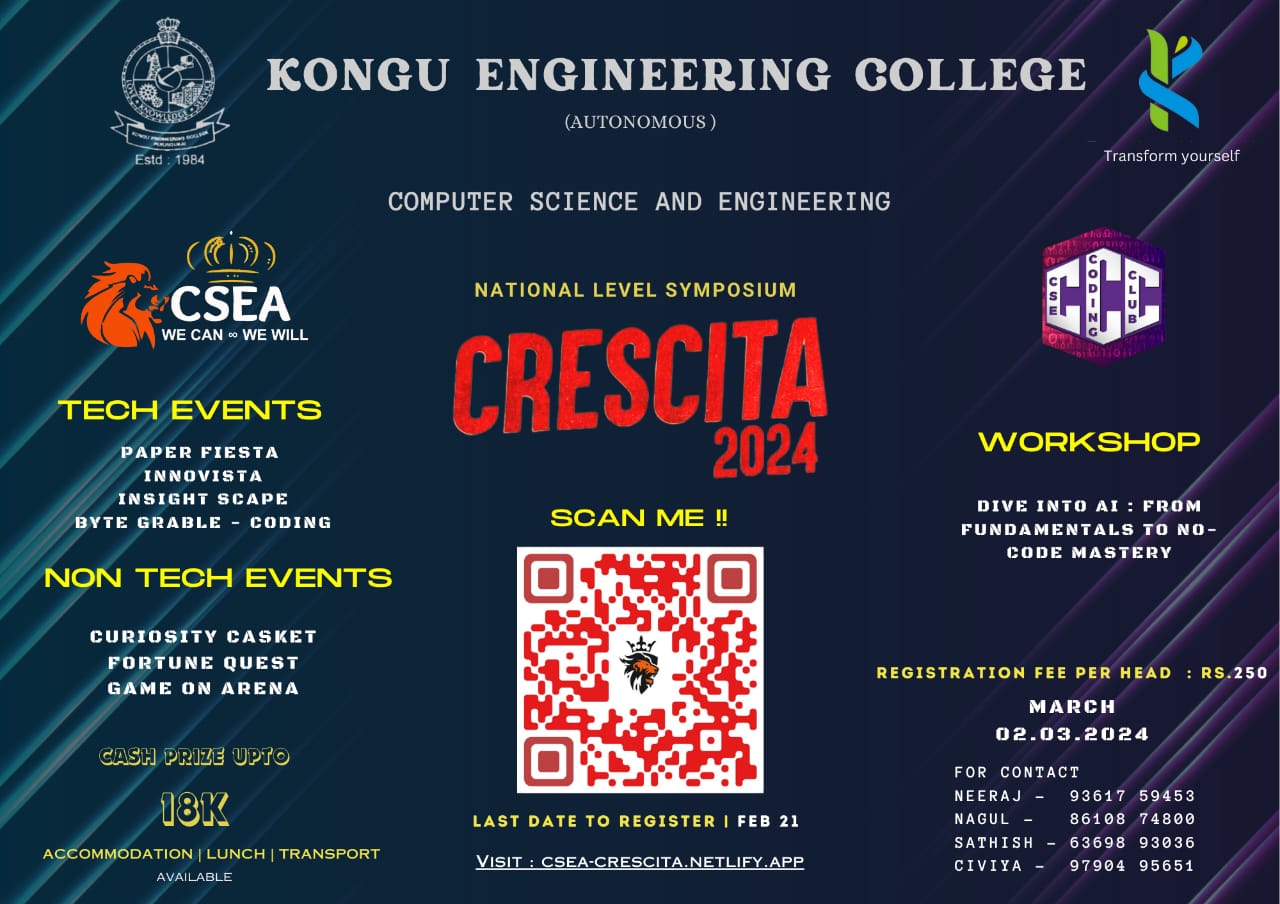 KONGU ENGINEERING COLLEGE
(AUTONOMOUS )
Estd : 1984
Transform yourself
COMPUTER SCIENCE AND ENGINEERING
CSEA
WE CAN ∞ WE WILL
CSE
CODING
CLUB
NATIONAL LEVEL SYMPOSIUM
CRESCITA
2024
TECH EVENTS
PAPER FIESTA
INNOVISTA
INSIGHT SCAPE
BYTE GRABLE - CODING
NON TECH EVENTS
CURIOSITY CASKET
FORTUNE QUEST
GAME ON ARENA
CASH PRIZE UPTO
18K
ACCOMMODATION | LUNCH | TRANSPORT
AVAILABLE
SCAN ME !!
LAST DATE TO REGISTER | FEB 21
VISIT : CSEA-CRESCITA.NETLIFY.APP
WORKSHOP
DIVE INTO AI : FROM
FUNDAMENTALS TO NO-
CODE MASTERY
REGISTRATION FEE PER HEAD : RS.250
MARCH
02.03.2024
FOR CONTACT
NEERAJ - 93617 59453
NAGUL - 86108 74800
SATHISH - 63698 93036
CIVIYA - 97904 95651